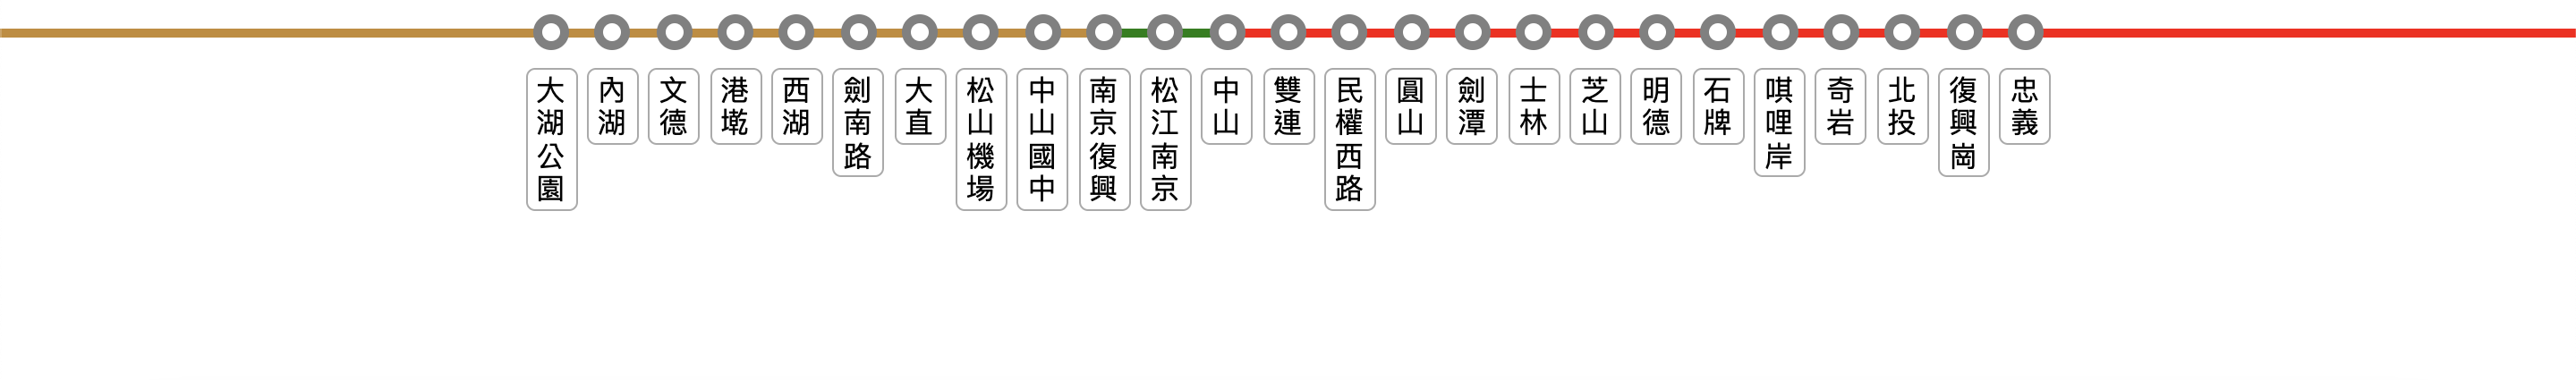 大湖公園
內湖
文德
港墘
西湖
劍南路
大直
松山機場
中山國中
南京復興
松江南京
中山
雙連
民權西路
圓山
劍潭
士林
芝山
明德
石牌
唭哩岸
奇岩
北投
復興崗
忠義